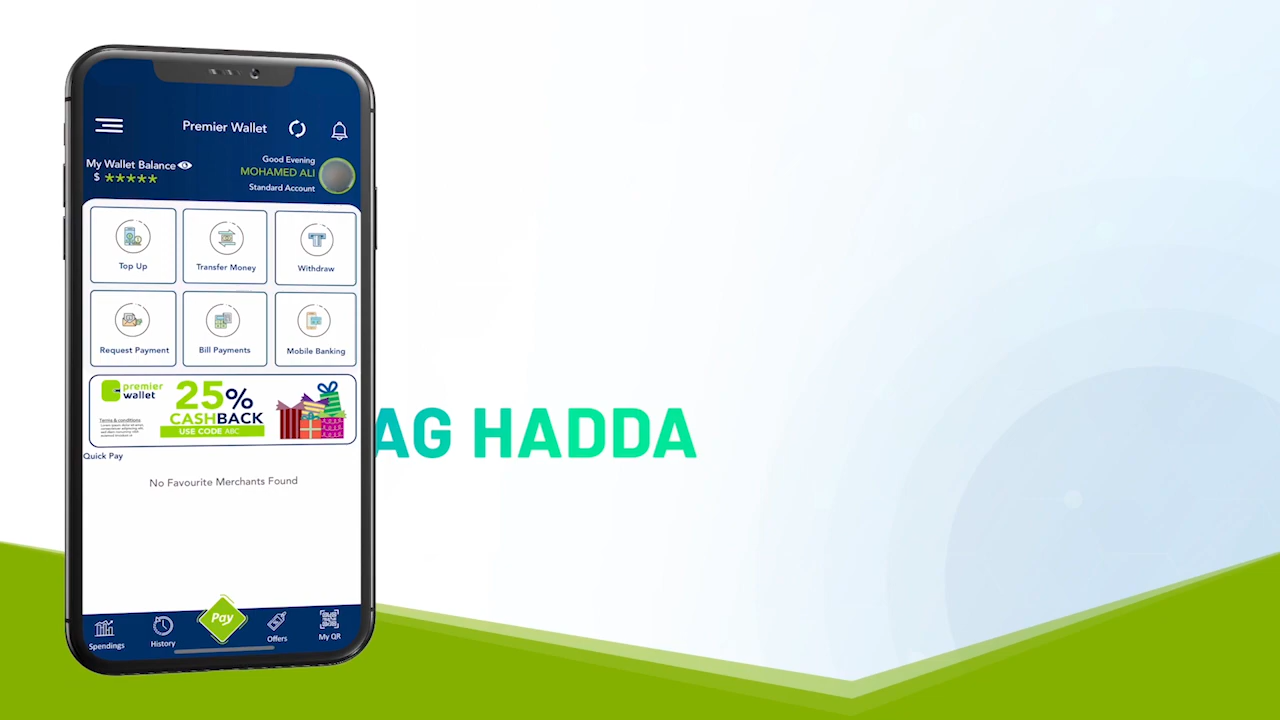 Premier Wallet
My Wallet Balance
$ *****
Good Evening
MOHAMED ALI
Standard Account
Top Up
Transfer Money
Withdraw
Request Payment
Bill Payments
Mobile Banking
premier
wallet
Terms & conditions
25%
CASHBACK
USE CODE ABC
AG HADDA
Quick Pay
No Favourite Merchants Found
Spendings
History
Pay
Offers
My QR